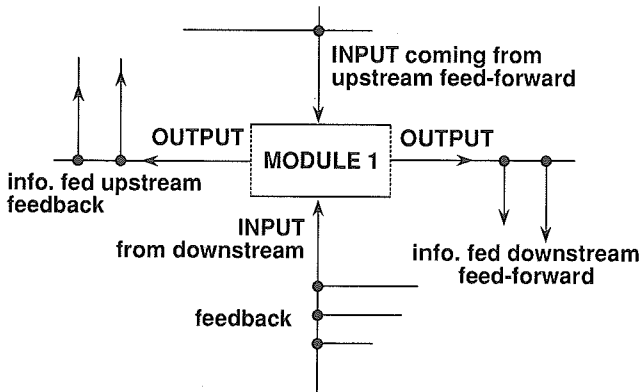 INPUT coming from
upstream feed-forward
OUTPUT
MODULE 1
OUTPUT
info. fed upstream
feedback
INPUT
from downstream
info. fed downstream
feed-forward
feedback